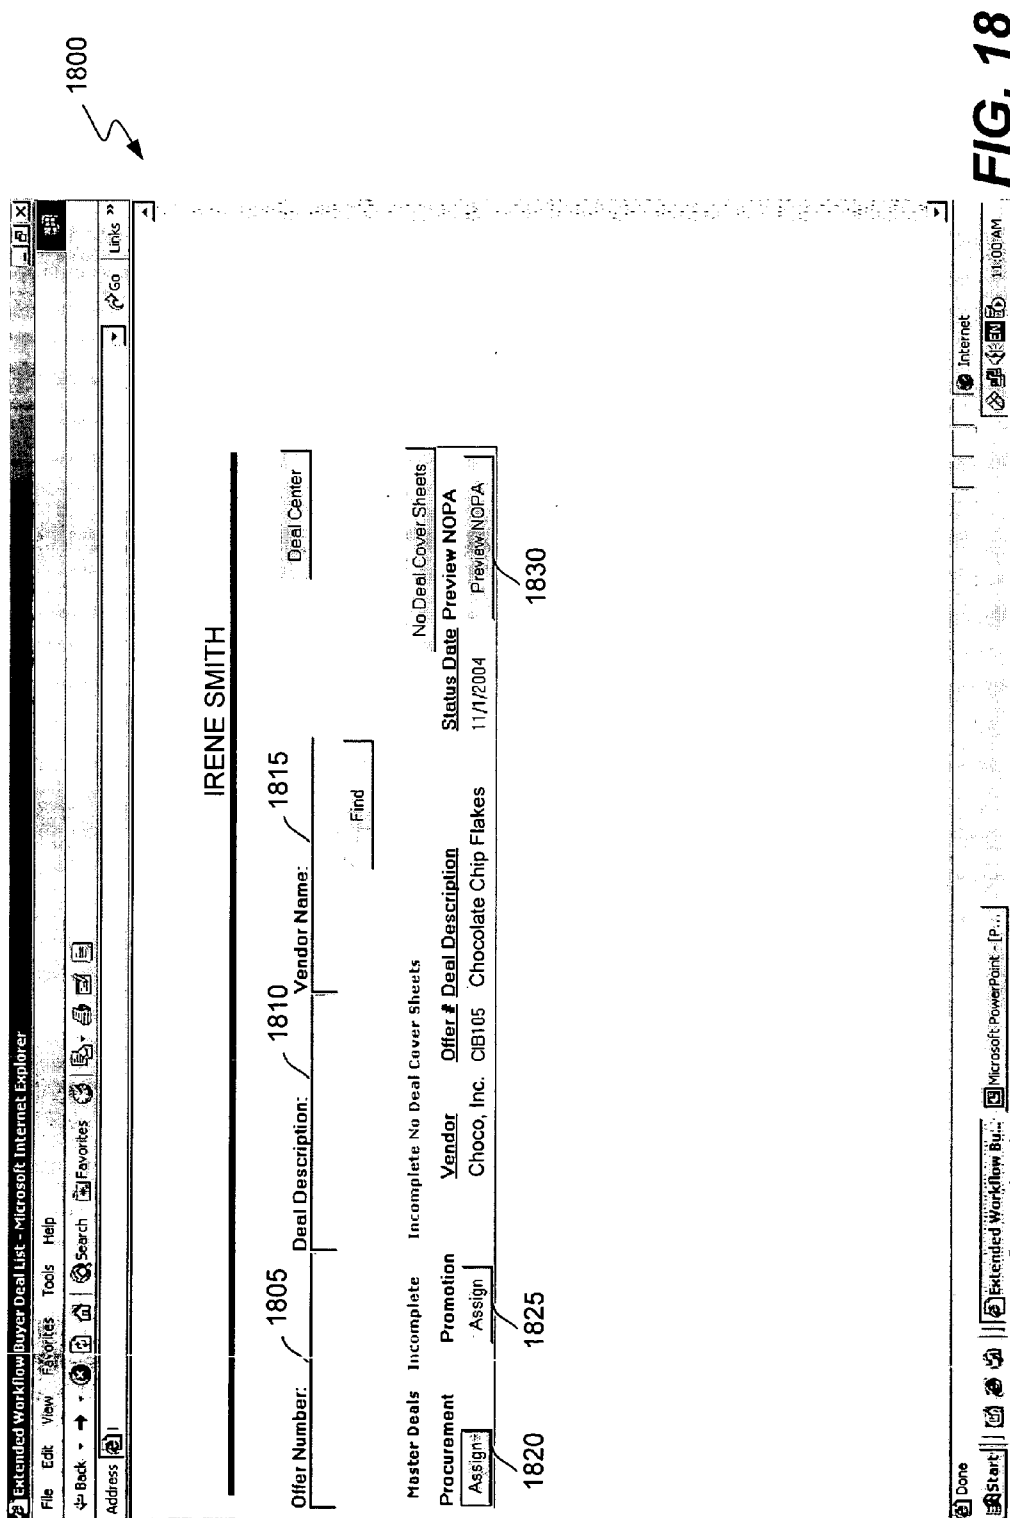 Extended Workflow Buyer Deal List - Microsoft Internet Explorer
File Edit View Favorites Tools Help
Back Search Favorites
Address Go Links »
1800
IRENE SMITH
1805 1810 1815
Offer Number: Deal Description: Vendor Name: Deal Center
Find
Master Deals Incomplete Incomplete No Deal Cover Sheets No Deal Cover Sheets
Procurement Promotion Vendor Offer # Deal Description Status Date Preview NOPA
Assign Assign Choco, Inc. CIB105 Chocolate Chip Flakes 11/1/2004 Preview NOPA
1820 1825 1830
Done Internet
Start Extended Workflow Bu... Microsoft PowerPoint - [P... EN 11:00 AM
FIG. 18